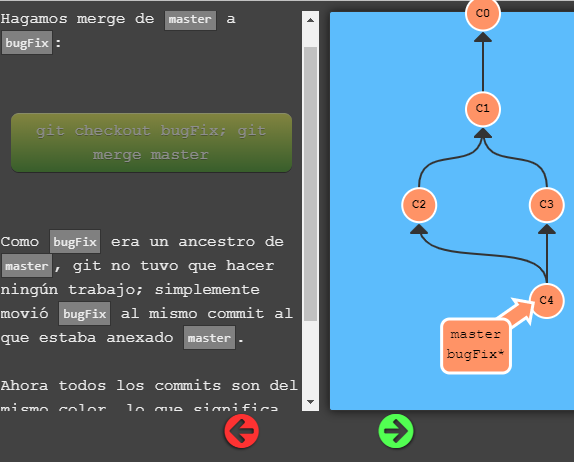 Hagamos merge de master a
bugFix :
git checkout bugFix; git
merge master
Como bugFix era un ancestro de
master , git no tuvo que hacer
ningún trabajo; simplemente
movió bugFix al mismo commit al
que estaba anexado master .
Ahora todos los commits son del
mismo color, lo que significa
C0
C1
C2
C3
C4
master
bugFix*